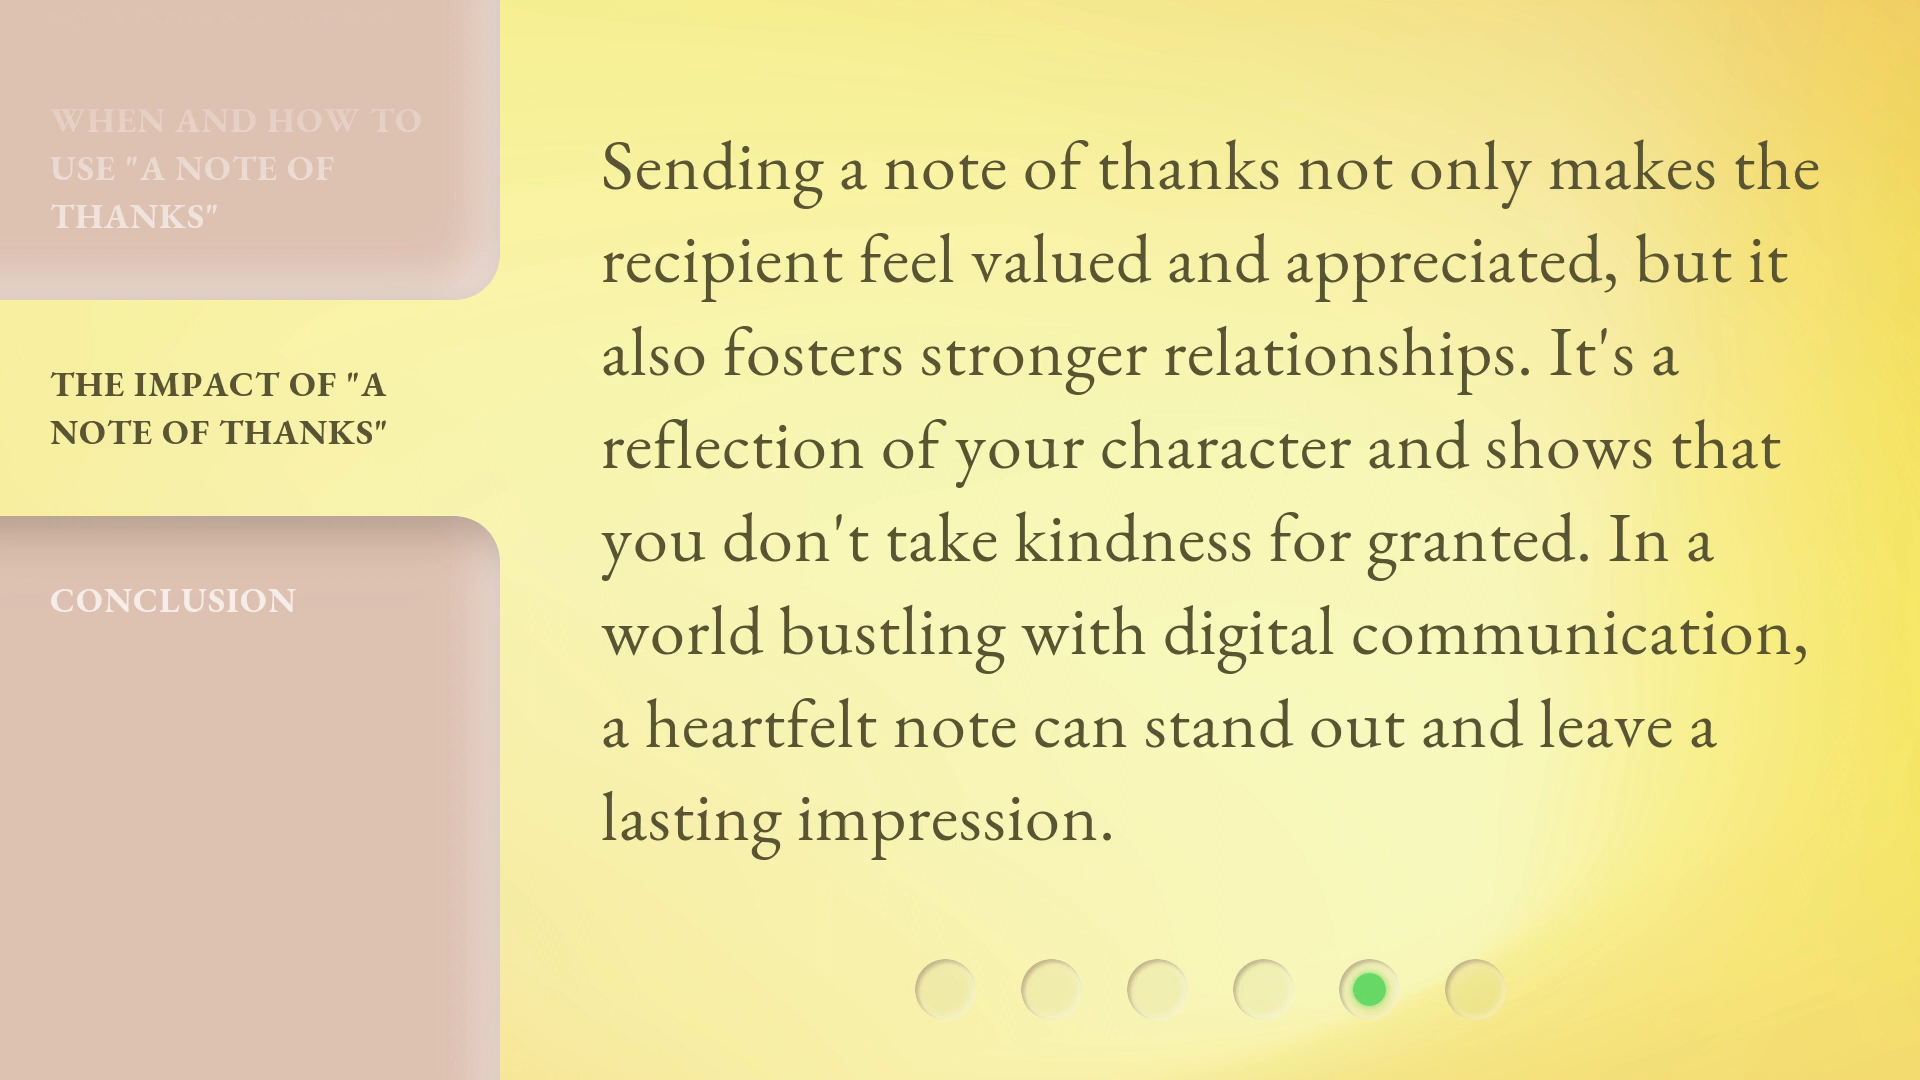 WHEN AND HOW TO
USE "A NOTE OF
THANKS"
THE IMPACT OF "A
NOTE OF THANKS"
CONCLUSION
Sending a note of thanks not only makes the
recipient feel valued and appreciated, but it
also fosters stronger relationships. It's a
reflection of your character and shows that
you don't take kindness for granted. In a
world bustling with digital communication,
a heartfelt note can stand out and leave a
lasting impression.